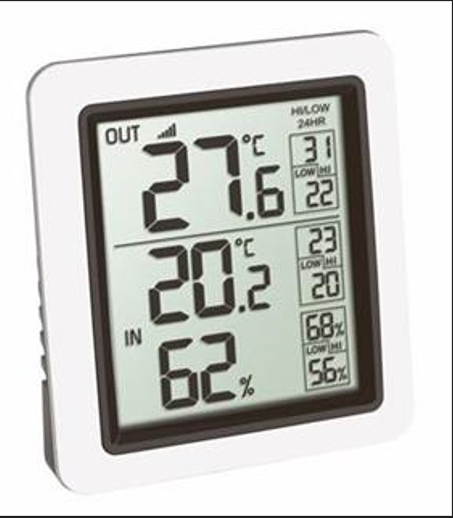 HI/LOW
24HR
OUT
27.6 °C
31
LOW HI
22
20.2 °C
23
LOW HI
20
IN
62 %
68%
LOW HI
56%